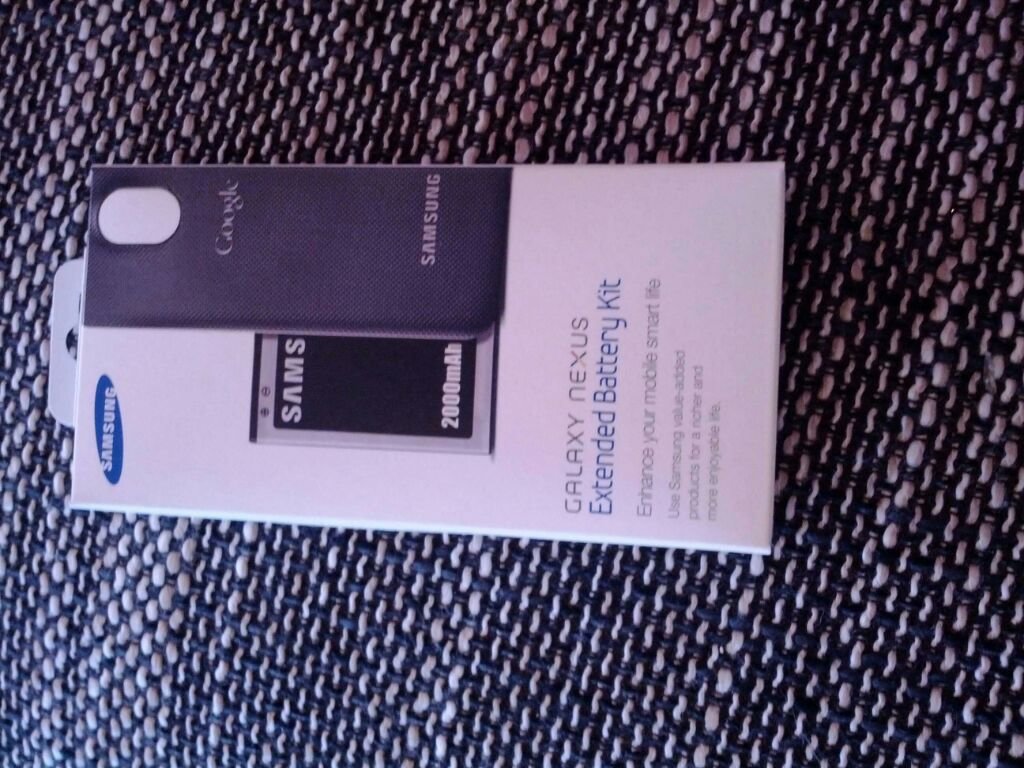 SAMSUNG
Google
SAMSUNG
SAMS
2000mAh
GALAXY NEXUS
Extended Battery Kit
Enhance your mobile smart life
Use Samsung value-added
products for a richer and
more enjoyable life.